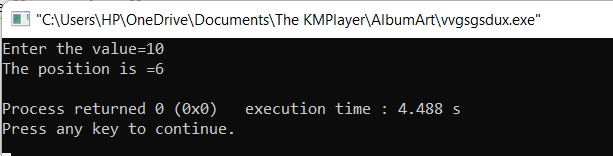 "C:\Users\HP\OneDrive\Documents\The KMPlayer\AlbumArt\vvgsgsdux.exe"
Enter the value=10
The position is =6
Process returned 0 (0x0)   execution time : 4.488 s
Press any key to continue.